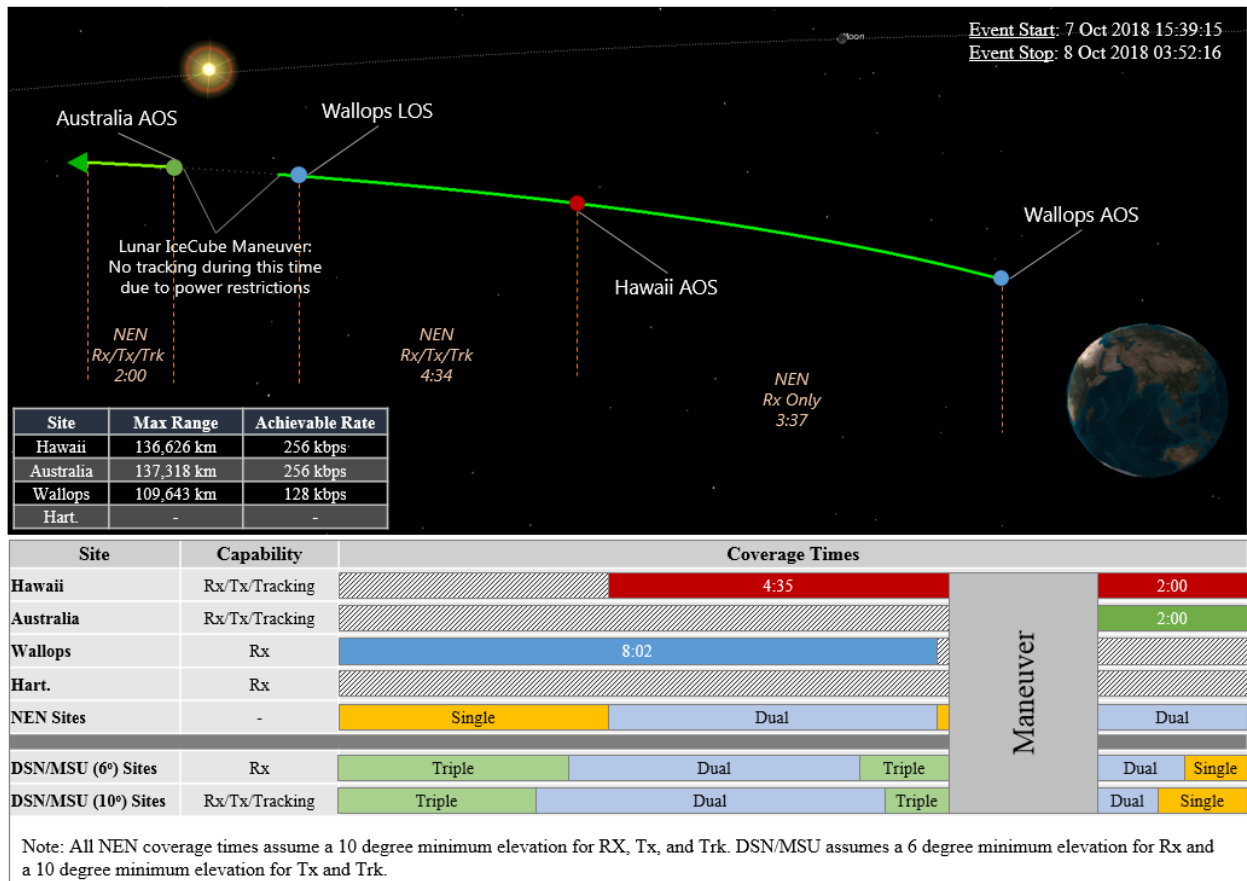 Moon
Event Start: 7 Oct 2018 15:39:15
Event Stop: 8 Oct 2018 03:52:16
Wallops LOS
Australia AOS
Wallops AOS
Lunar IceCube Maneuver:
No tracking during this time
due to power restrictions
Hawaii AOS
NEN
Rx/Tx/Trk
2:00
NEN
Rx/Tx/Trk
4:34
NEN
Rx Only
3:37
Site Max Range Achievable Rate
Hawaii 136,626 km 256 kbps
Australia 137,318 km 256 kbps
Wallops 109,643 km 128 kbps
Hart. - -
Site Capability Coverage Times
Hawaii Rx/Tx/Tracking 4:35 2:00
Australia Rx/Tx/Tracking 2:00
Wallops Rx 8:02
Hart. Rx
NEN Sites - Single Dual Dual
Maneuver
DSN/MSU (6º) Sites Rx Triple Dual Triple Dual Single
DSN/MSU (10º) Sites Rx/Tx/Tracking Triple Dual Triple Dual Single
Note: All NEN coverage times assume a 10 degree minimum elevation for RX, Tx, and Trk. DSN/MSU assumes a 6 degree minimum elevation for Rx and
a 10 degree minimum elevation for Tx and Trk.